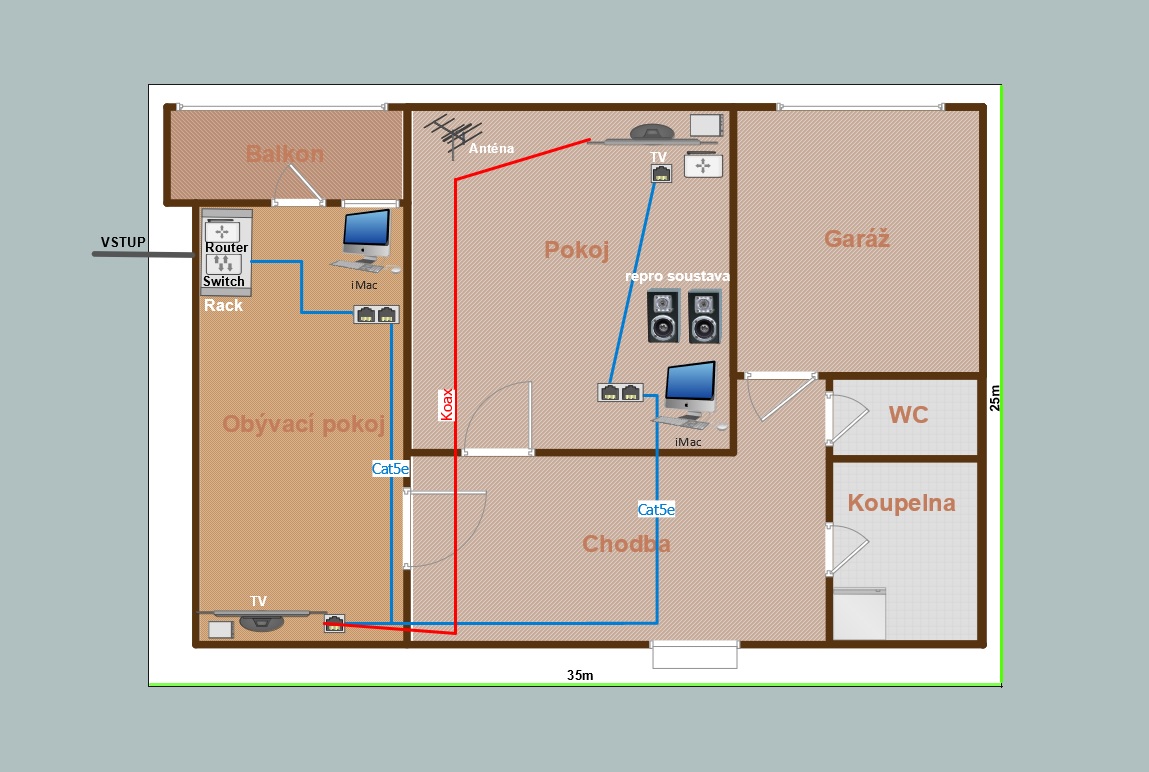 Balkon
Anténa
TV
VSTUP
Router
Switch
Rack
iMac
Pokoj
Garáž
repro soustava
Koax
iMac
WC
25m
Obývací pokoj
Cat5e
Cat5e
Koupelna
Chodba
TV
35m